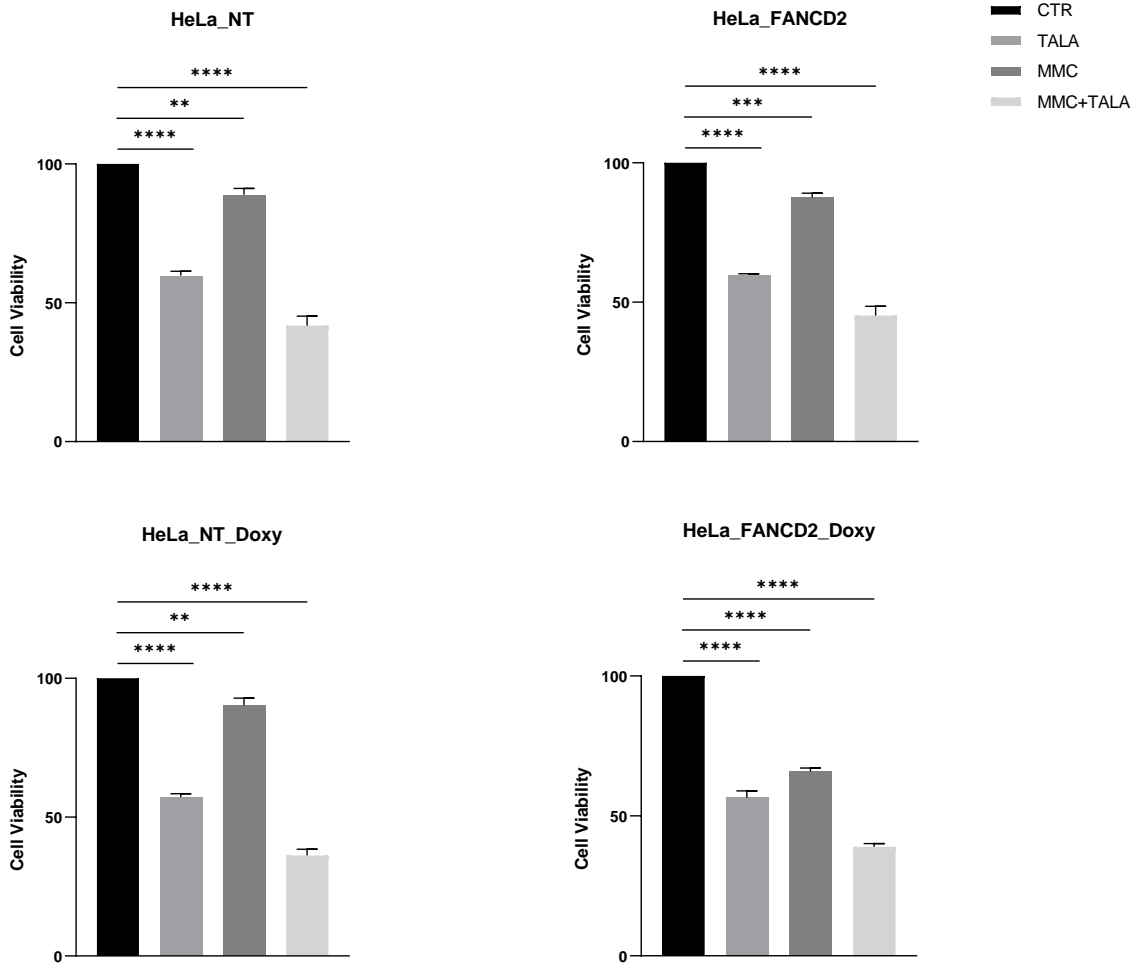 HeLa_NT
****
**
****
100
50
0
Cell Viability
HeLa_FANCD2
****
***
****
100
50
0
Cell Viability
CTR
TALA
MMC
MMC+TALA
HeLa_NT_Doxy
****
**
****
100
50
0
Cell Viability
HeLa_FANCD2_Doxy
****
****
****
100
50
0
Cell Viability